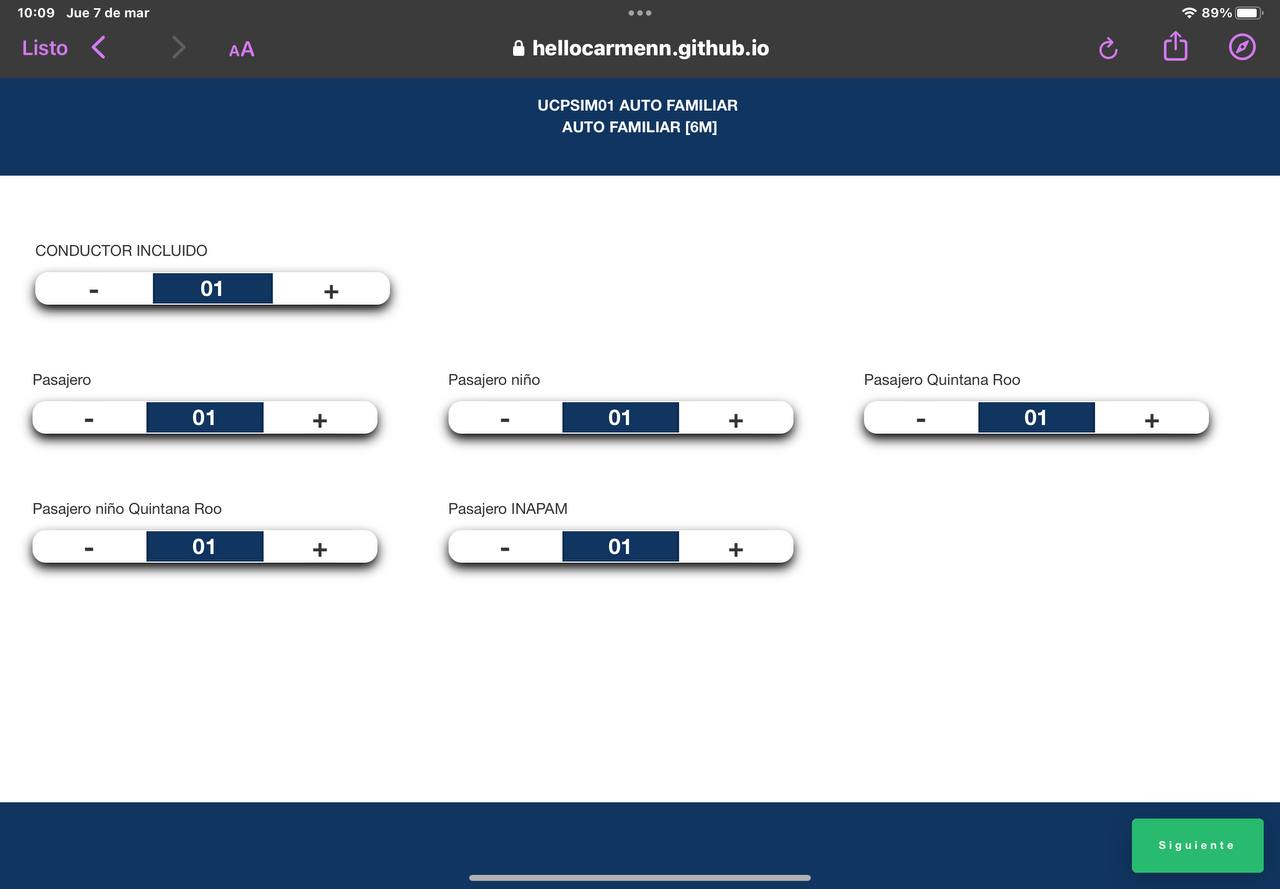 10:09 Jue 7 de mar
89%
Listo
AA
hellocarmenn.github.io
UCPSIM01 AUTO FAMILIAR
AUTO FAMILIAR [6M]
CONDUCTOR INCLUIDO
- 01 +
Pasajero
- 01 +
Pasajero niño
- 01 +
Pasajero Quintana Roo
- 01 +
Pasajero niño Quintana Roo
- 01 +
Pasajero INAPAM
- 01 +
Siguiente